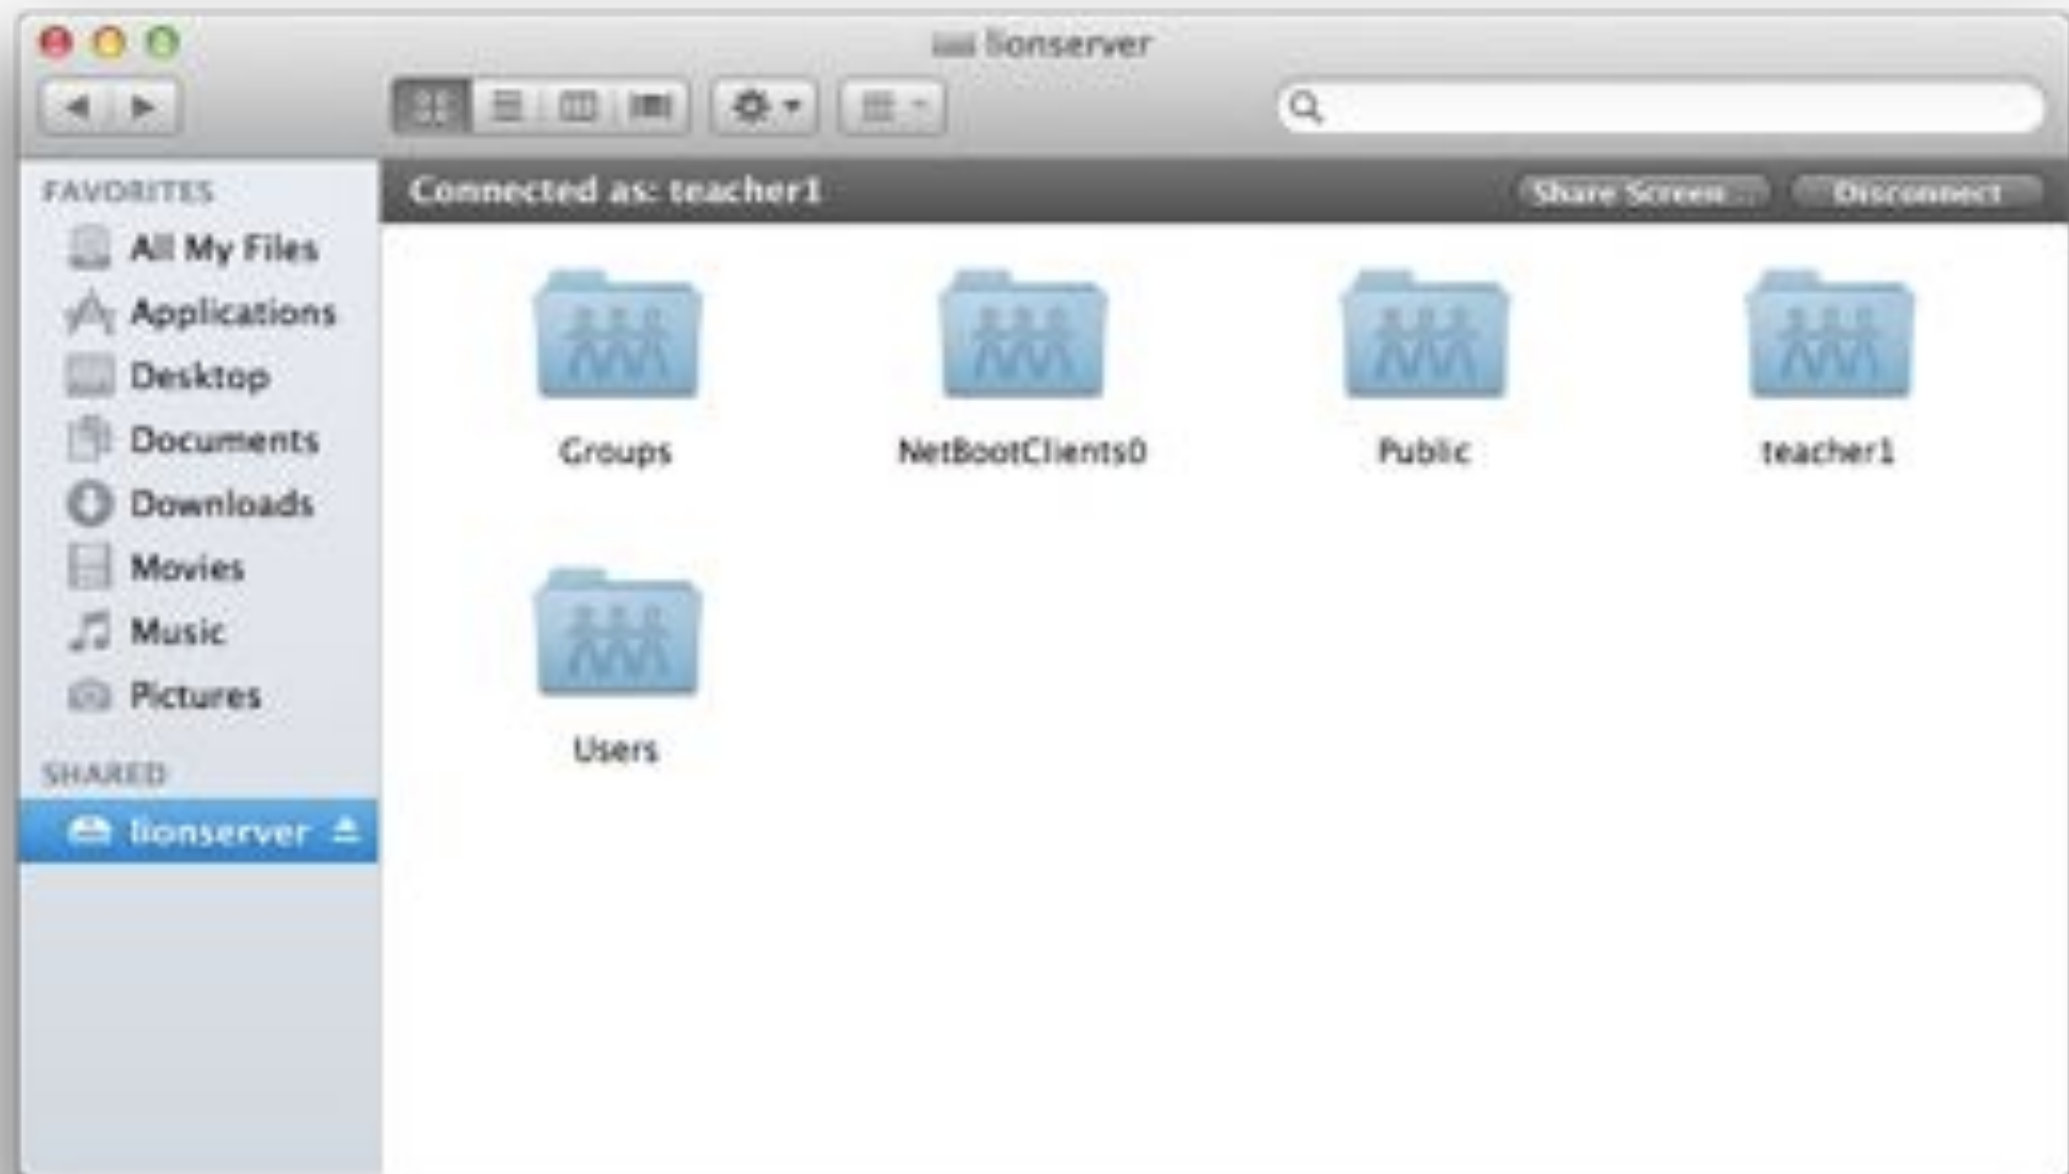 lionserver
FAVORITES
All My Files
Applications
Desktop
Documents
Downloads
Movies
Music
Pictures
SHARED
lionserver
Connected as: teacher1
Share Screen...
Disconnect
Groups
NetBootClients0
Public
teacher1
Users